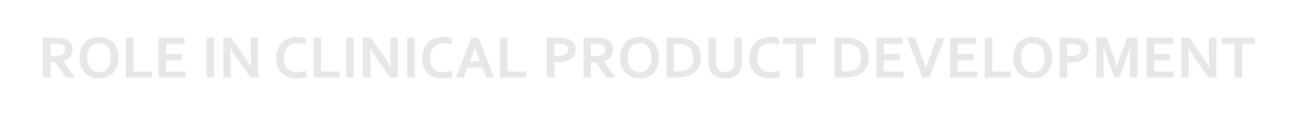 ROLE IN CLINICAL PRODUCT DEVELOPMENT